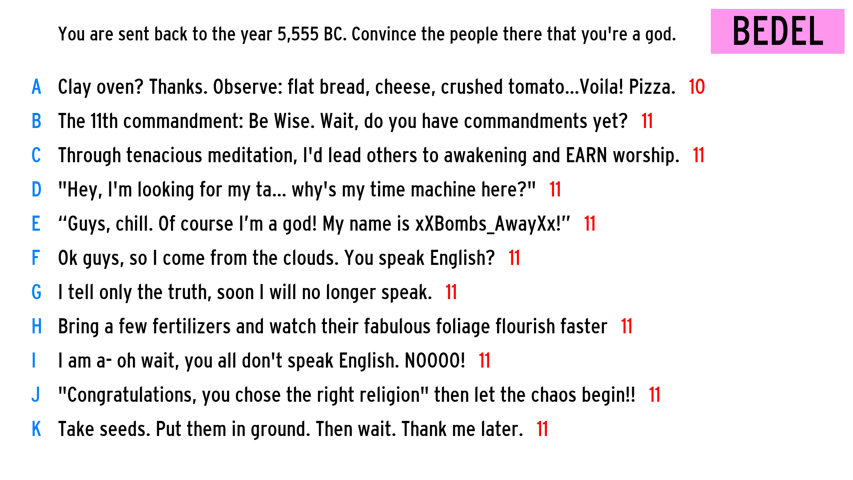 You are sent back to the year 5,555 BC. Convince the people there that you're a god.
BEDEL
A Clay oven? Thanks. Observe: flat bread, cheese, crushed tomato...Voila! Pizza. 10
B The 11th commandment: Be Wise. Wait, do you have commandments yet? 11
C Through tenacious meditation, I'd lead others to awakening and EARN worship. 11
D "Hey, I'm looking for my ta... why's my time machine here?" 11
E “Guys, chill. Of course I’m a god! My name is xXBombs_AwayXx!” 11
F Ok guys, so I come from the clouds. You speak English? 11
G I tell only the truth, soon I will no longer speak. 11
H Bring a few fertilizers and watch their fabulous foliage flourish faster 11
I I am a- oh wait, you all don't speak English. NOOOO! 11
J "Congratulations, you chose the right religion" then let the chaos begin!! 11
K Take seeds. Put them in ground. Then wait. Thank me later. 11